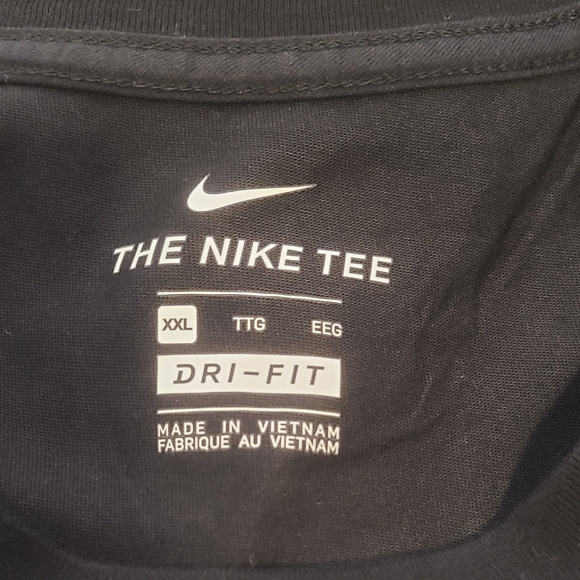 THE NIKE TEE
XXL TTG EEG
DRI-FIT
MADE IN VIETNAM
FABRIQUE AU VIETNAM